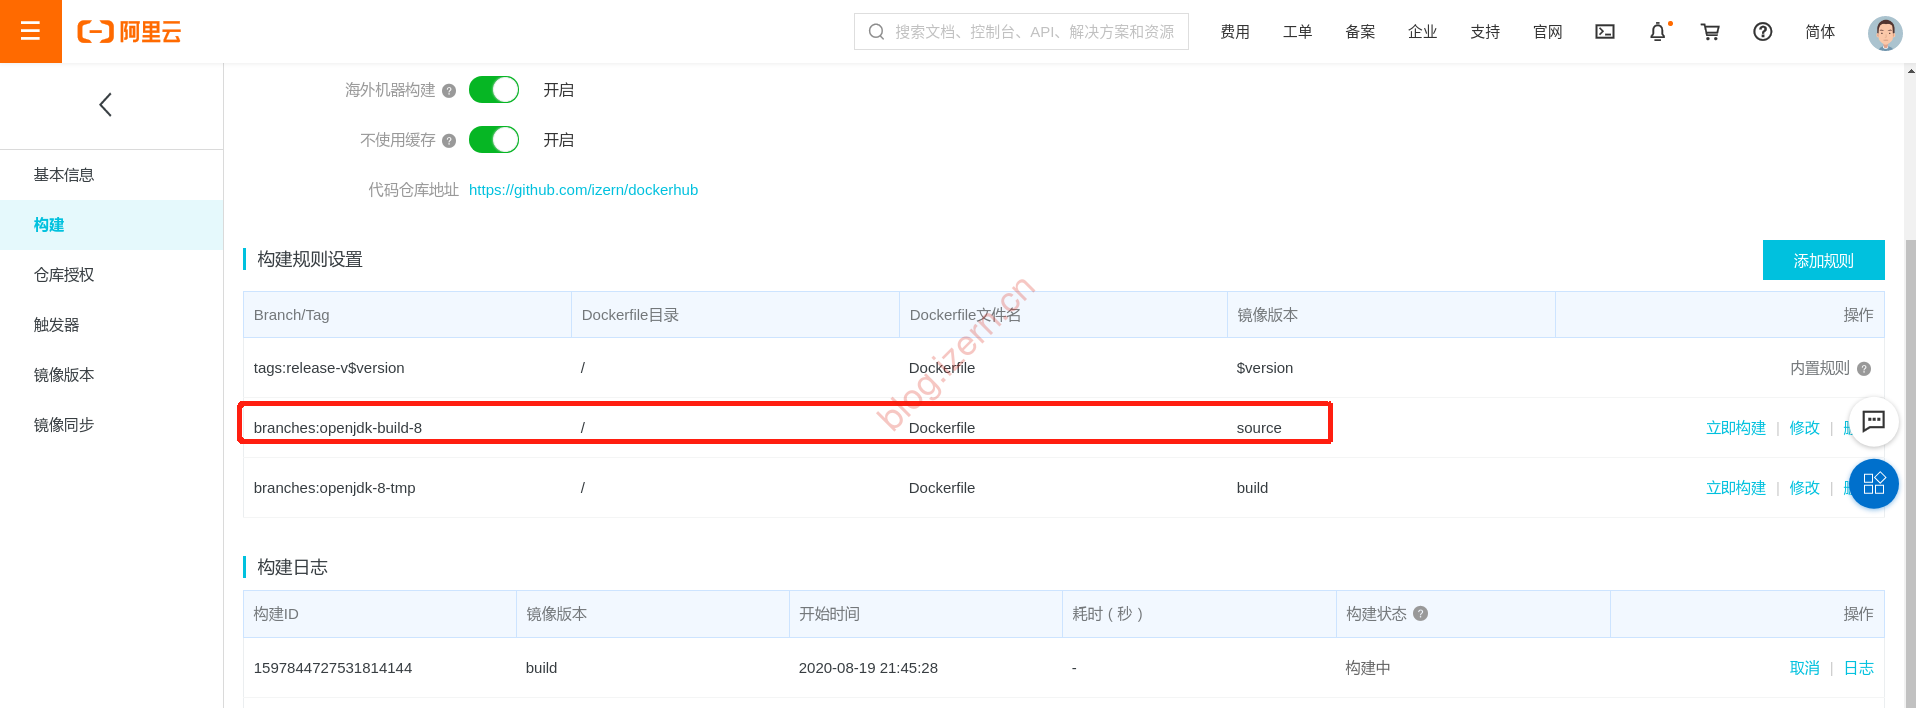 阿里云 搜索文档、控制台、API、解决方案和资源 费用 工单 备案 企业 支持 官网 简体
海外机器构建 开启
不使用缓存 开启
代码仓库地址 https://github.com/izern/dockerhub
基本信息
构建
仓库授权
触发器
镜像版本
镜像同步
构建规则设置 添加规则
Branch/Tag Dockerfile目录 Dockerfile文件名 镜像版本 操作
tags:release-v$version / Dockerfile $version 内置规则
branches:openjdk-build-8 / Dockerfile source 立即构建 | 修改 |
branches:openjdk-8-tmp / Dockerfile build 立即构建 | 修改 |
blog.izern.cn
构建日志
构建ID 镜像版本 开始时间 耗时 ( 秒 ) 构建状态 操作
1597844727531814144 build 2020-08-19 21:45:28 - 构建中 取消 | 日志